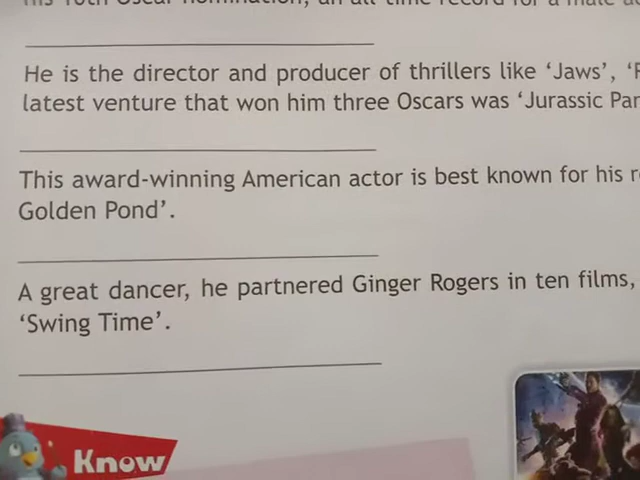 his 10th Oscar nomination, an all time record for a male
He is the director and producer of thrillers like ‘Jaws’,
latest venture that won him three Oscars was ‘Jurassic
This award-winning American actor is best known for his
Golden Pond’.
A great dancer, he partnered Ginger Rogers in ten films,
‘Swing Time’.
Know